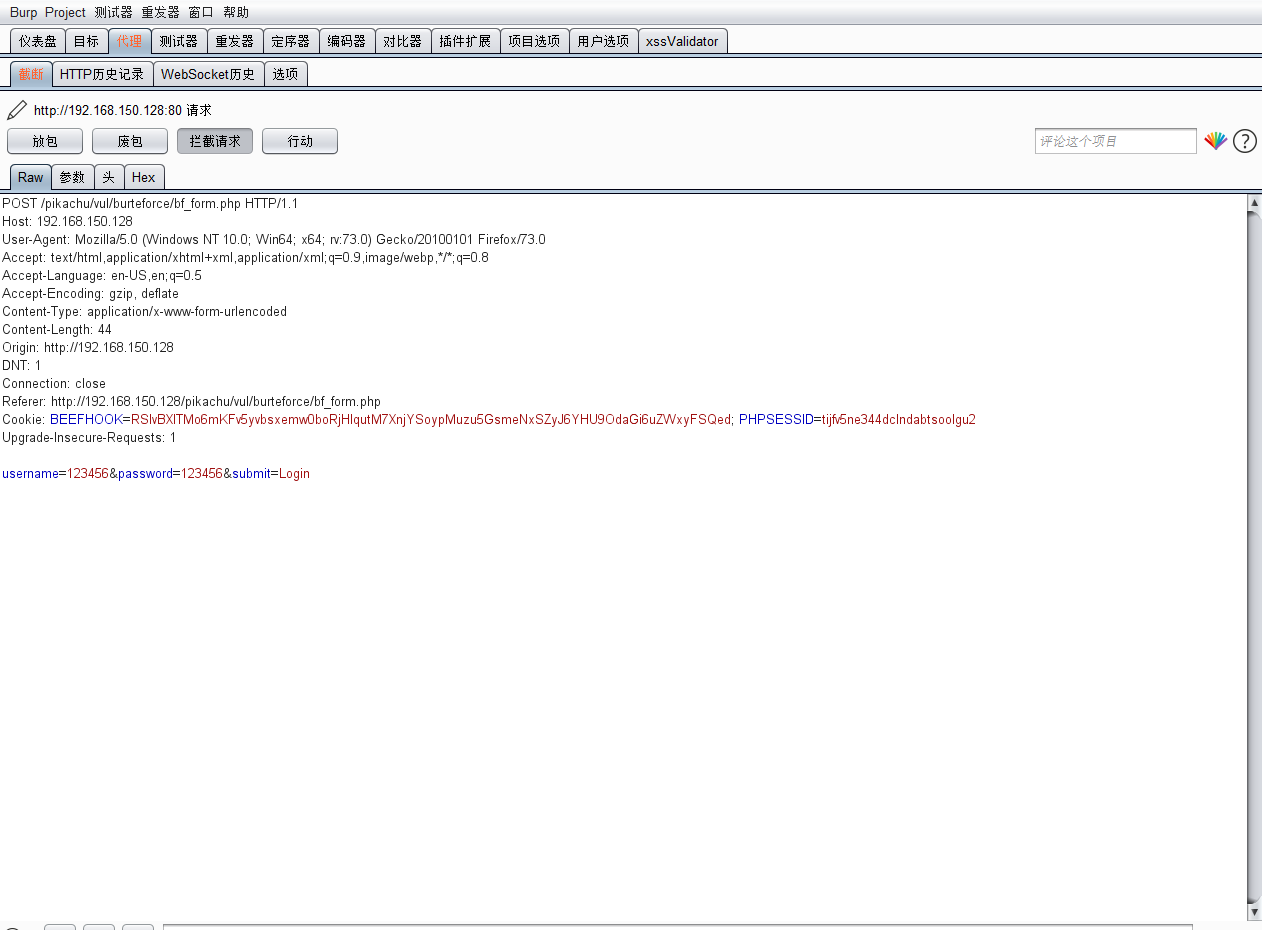 Burp Project 测试器 重发器 窗口 帮助
仪表盘 目标 代理 测试器 重发器 定序器 编码器 对比器 插件扩展 项目选项 用户选项 xssValidator
截断 HTTP历史记录 WebSocket历史 选项
http://192.168.150.128:80 请求
放包 废包 拦截请求 行动 评论这个项目 ?
Raw 参数 头 Hex
POST /pikachu/vul/burteforce/bf_form.php HTTP/1.1
Host: 192.168.150.128
User-Agent: Mozilla/5.0 (Windows NT 10.0; Win64; x64; rv:73.0) Gecko/20100101 Firefox/73.0
Accept: text/html,application/xhtml+xml,application/xml;q=0.9,image/webp,*/*;q=0.8
Accept-Language: en-US,en;q=0.5
Accept-Encoding: gzip, deflate
Content-Type: application/x-www-form-urlencoded
Content-Length: 44
Origin: http://192.168.150.128
DNT: 1
Connection: close
Referer: http://192.168.150.128/pikachu/vul/burteforce/bf_form.php
Cookie: BEEFHOOK=RSlvBXITMo6mKFv5yvbsxemw0boRjHlqutM7XnjYSoypMuzu5GsmeNxSZyJ6YHU9OdaGi6uZWxyFSQed; PHPSESSID=tijfv5ne344dclndabtsoolgu2
Upgrade-Insecure-Requests: 1
username=123456&password=123456&submit=Login